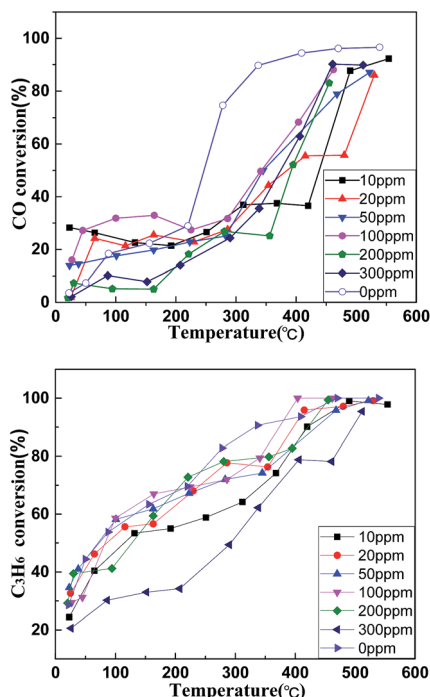 100
80
60
40
20
0
CO conversion(%)
10ppm
20ppm
50ppm
100ppm
200ppm
300ppm
0ppm
0 100 200 300 400 500 600
Temperature(℃)
100
80
60
40
20
C₃H₆ conversion(%)
10ppm
20ppm
50ppm
100ppm
200ppm
300ppm
0ppm
0 100 200 300 400 500 600
Temperature(℃)